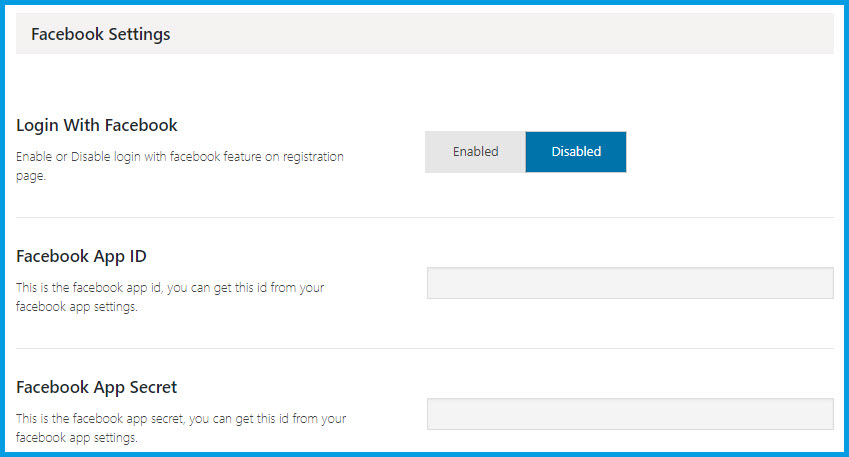 Facebook Settings
Login With Facebook
Enable or Disable login with facebook feature on registration
page.
Enabled
Disabled
Facebook App ID
This is the facebook app id, you can get this id from your
facebook app settings.
Facebook App Secret
This is the facebook app secret, you can get this id from your
facebook app settings.